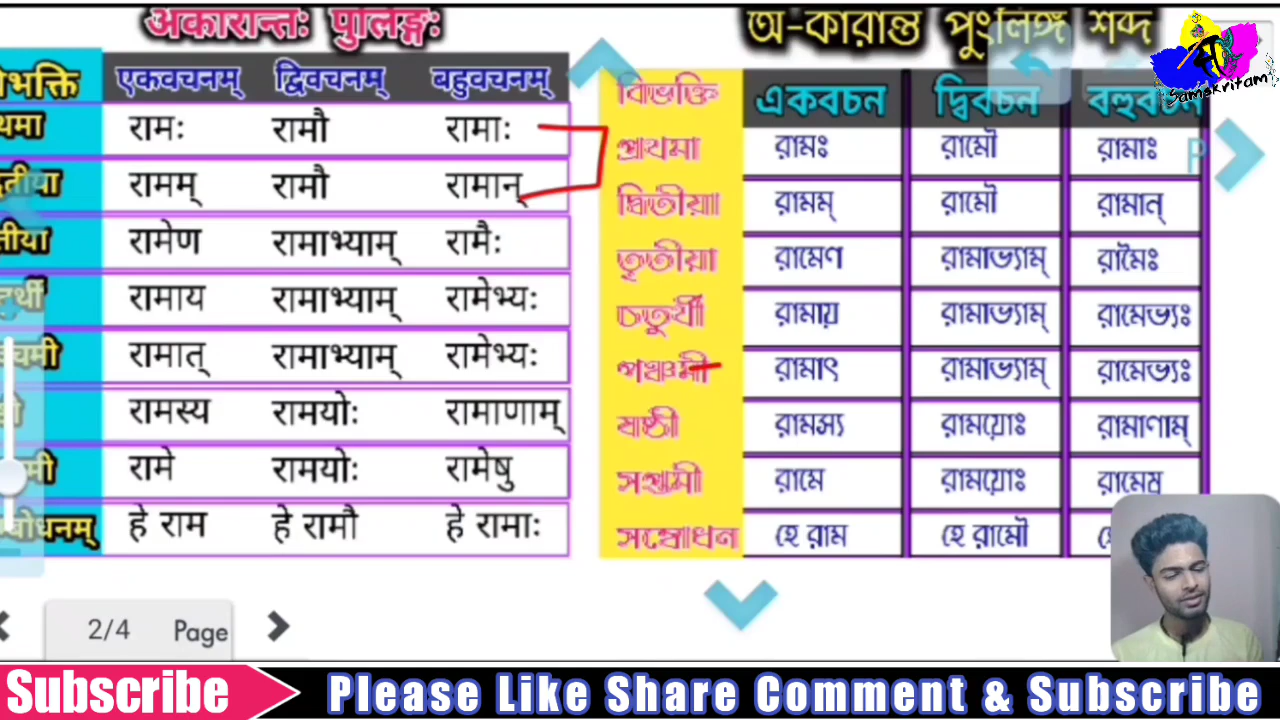 अकारान्तः पुलिङ्गः
एकवचनम् द्विवचनम् बहुवचनम्
रामः रामौ रामाः
रामम् रामौ रामान्
रामेण रामाभ्याम् रामैः
रामाय रामाभ्याम् रामेभ्यः
रामात् रामाभ्याम् रामेभ्यः
रामस्य रामयोः रामाणाम्
रामे रामयोः रामेषु
हे राम हे रामौ हे रामाः
অ-কারান্ত পুংলিঙ্গ শব্দ
বিভক্তি একবচন দ্বিবচন
প্রাথমা রামঃ রামৌ রামাঃ
দ্বিতীয়া রামম্ রামৌ রামান্
তৃতীয়া রামেণ রামাভ্যাম্ রামৈঃ
চতুর্থী রামায় রামাভ্যাম্ রামেভ্যঃ
পঞ্চমী রামাৎ রামাভ্যাম্ রামেভ্যঃ
ষষ্ঠী রামস্য রাময়োঃ রামাণাম্
সপ্তমী রামে রাময়োঃ রামেষু
সম্বোধন হে রাম হে রামৌ
Samskritam
2/4 Page
Subscribe Please Like Share Comment & Subscribe